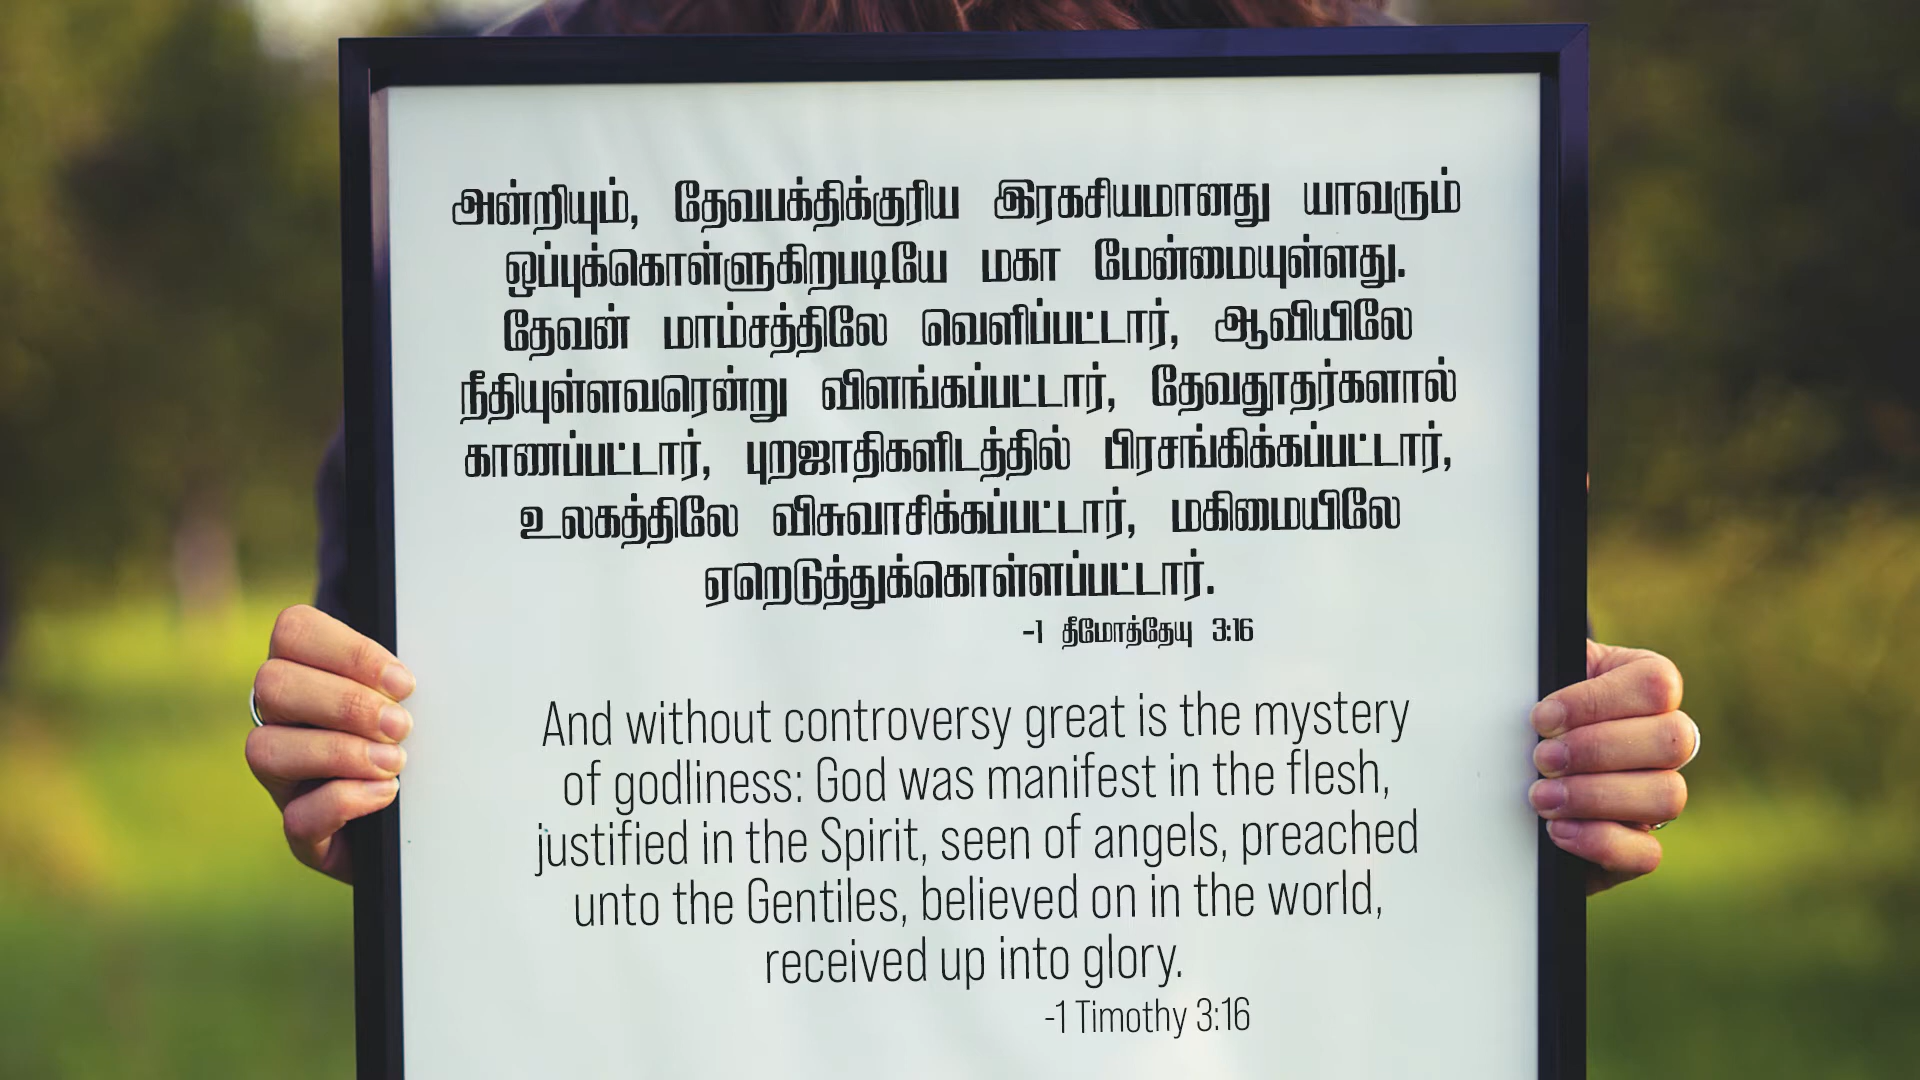 அன்றியும், தேவபக்திக்குரிய இரகசியமானது யாவரும்
ஒப்புக்கொள்ளுகிறபடியே மகா மேன்மையுள்ளது.
தேவன் மாம்சத்திலே வெளிப்பட்டார், ஆவியிலே
நீதியுள்ளவரென்று விளங்கப்பட்டார், தேவதூதர்களால்
காணப்பட்டார், புறஜாதிகளிடத்தில் பிரசங்கிக்கப்பட்டார்,
உலகத்திலே விசுவாசிக்கப்பட்டார், மகிமையிலே
ஏறெடுத்துக்கொள்ளப்பட்டார்.
-1 தீமோத்தேயு 3:16
And without controversy great is the mystery
of godliness: God was manifest in the flesh,
justified in the Spirit, seen of angels, preached
unto the Gentiles, believed on in the world,
received up into glory.
-1 Timothy 3:16